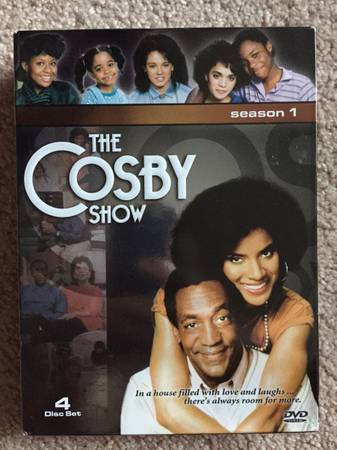 season 1
THE
COSBY
SHOW
In a house filled with love and laughs ...
there's always room for more.
4
Disc Set
DVD
VIDEO